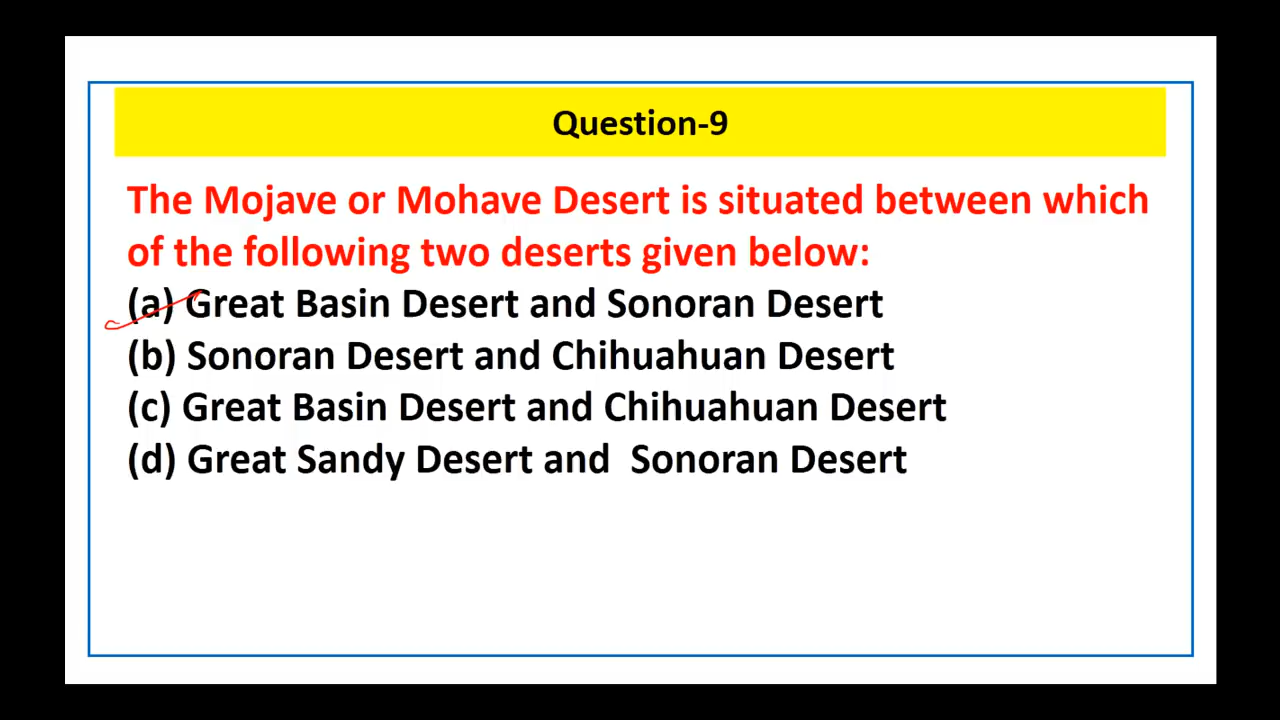 Question-9
The Mojave or Mohave Desert is situated between which
of the following two deserts given below:
(a) Great Basin Desert and Sonoran Desert
(b) Sonoran Desert and Chihuahuan Desert
(c) Great Basin Desert and Chihuahuan Desert
(d) Great Sandy Desert and  Sonoran Desert